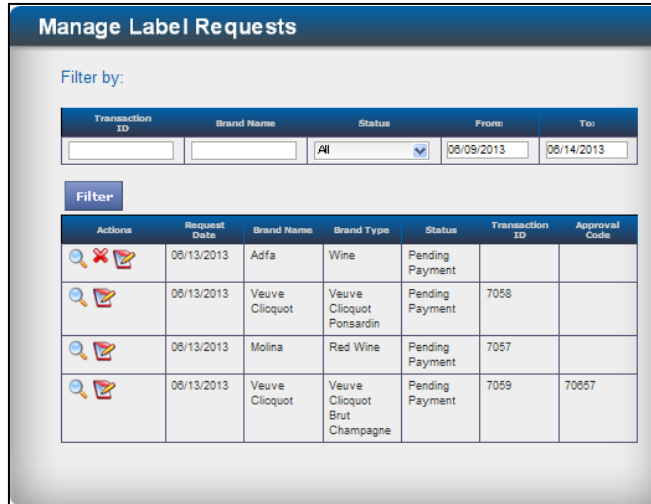 Manage Label Requests
Filter by:
Transaction ID Brand Name Status From: To:
All 06/09/2013 06/14/2013
Filter
Actions Request Date Brand Name Brand Type Status Transaction ID Approval Code
06/13/2013 Adfa Wine Pending Payment
06/13/2013 Veuve Clicquot Veuve Clicquot Ponsardin Pending Payment 7058
06/13/2013 Molina Red Wine Pending Payment 7057
06/13/2013 Veuve Clicquot Veuve Clicquot Brut Champagne Pending Payment 7059 70657